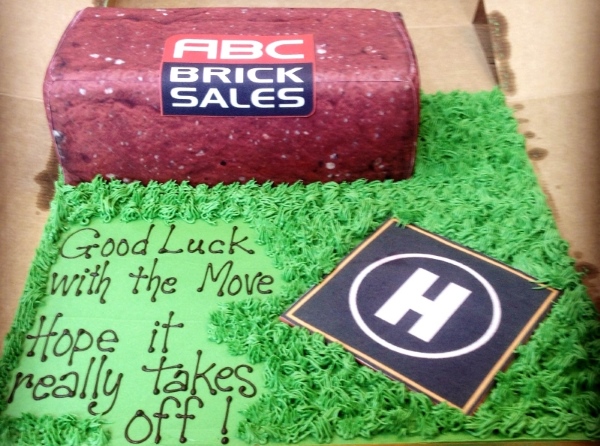 ABC
BRICK
SALES
Good Luck
with the Move
Hope it
really takes
off!
H